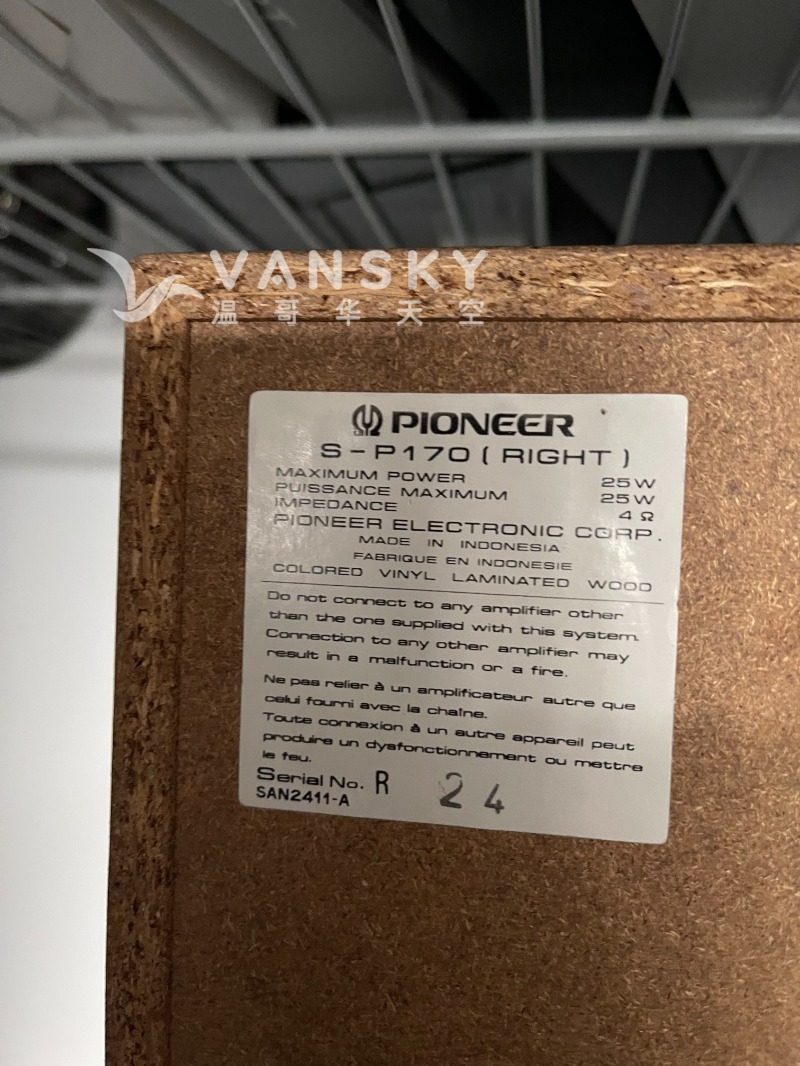 VANSKY
温哥华天空
PIONEER
S-P170 (RIGHT)
MAXIMUM POWER 25W
PUISSANCE MAXIMUM 25W
IMPEDANCE 4Ω
PIONEER ELECTRONIC CORP.
MADE IN INDONESIA
FABRIQUE EN INDONESIE
COLORED VINYL LAMINATED WOOD
Do not connect to any amplifier other
than the one supplied with this system.
Connection to any other amplifier may
result in a malfunction or a fire.
Ne pas relier à un amplificateur autre que
celui fourni avec la chaîne.
Toute connexion à un autre appareil peut
produire un dysfonctionnement ou mettre
le feu.
Serial No. R 24
SAN2411-A